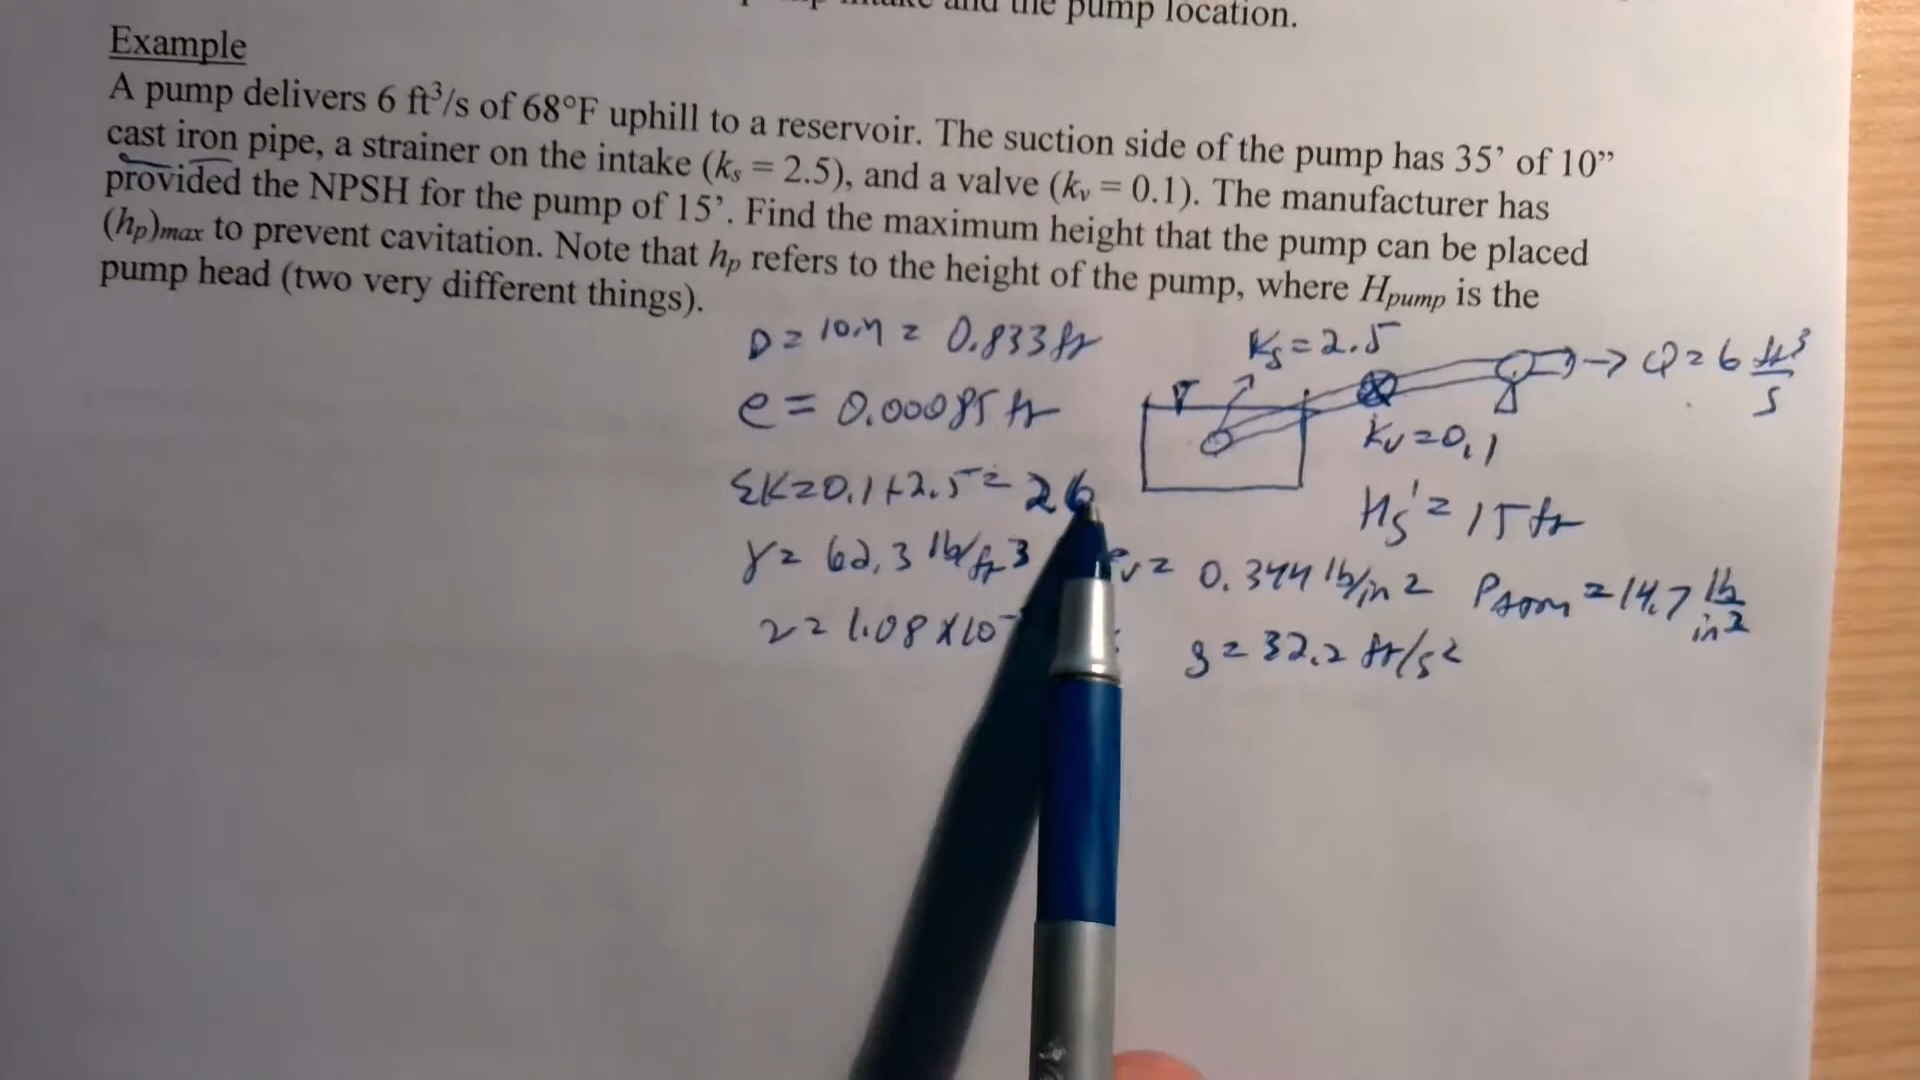 and the pump location.
Example
A pump delivers 6 ft³/s of 68°F uphill to a reservoir. The suction side of the pump has 35’ of 10”
cast iron pipe, a strainer on the intake (kₛ = 2.5), and a valve (kᵥ = 0.1). The manufacturer has
provided the NPSH for the pump of 15’. Find the maximum height that the pump can be placed
(hₚ)ₘₐₓ to prevent cavitation. Note that hₚ refers to the height of the pump, where Hpump is the
pump head (two very different things).
D = 10in = 0.833 ft
Ks = 2.5
→ Q = 6 ft³/s
e = 0.00085 ft
Kv = 0.1
ΣK = 0.1 + 2.5 = 2.6
Hs' = 15 ft
γ = 62.3 lb/ft³
v = 0.344 lb/in² Patm = 14.7 lb/in²
ν = 1.08 × 10
g = 32.2 ft/s²